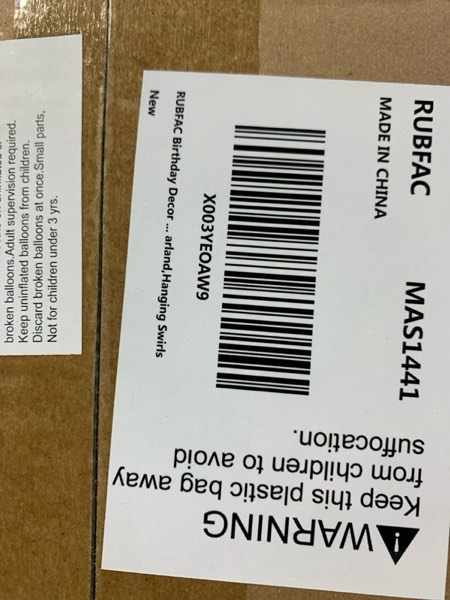 broken balloons,Adult supervision required.
Keep uninflated balloons from children.
Discard broken balloons at once.Small parts,
Not for children under 3 yrs.
RUBFAC MAS1441
MADE IN CHINA
X003YEOAW9
RUBFAC Birthday Decor ... arland,Hanging Swirls
New
WARNING
Keep this plastic bag away
from children to avoid
suffocation.